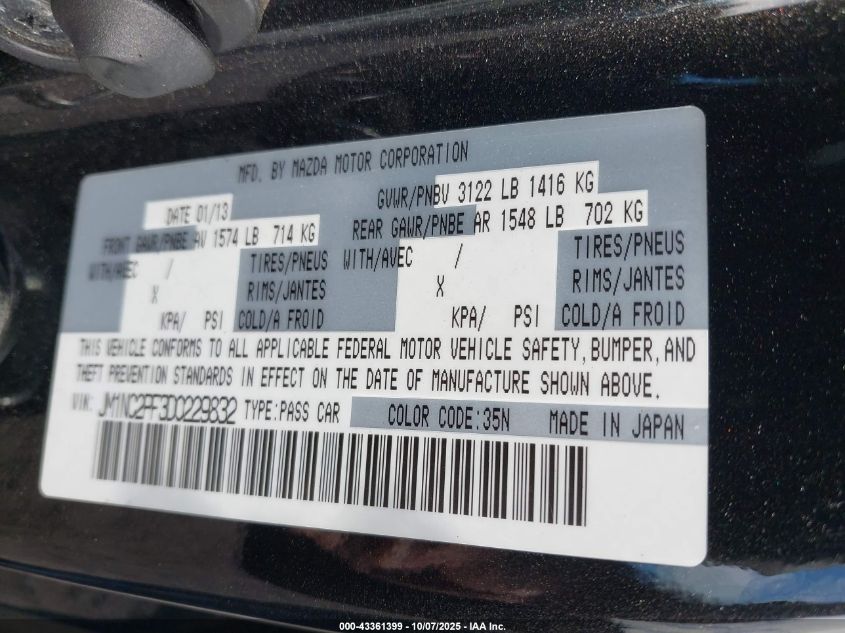 MFD. BY MAZDA MOTOR CORPORATION
DATE 01/13 GVWR/PNBV 3122 LB 1416 KG
FRONT GAWR/PNBE AV 1574 LB 714 KG REAR GAWR/PNBE AR 1548 LB 702 KG
WITH/AVEC / TIRES/PNEUS WITH/AVEC / TIRES/PNEUS
X RIMS/JANTES X RIMS/JANTES
KPA/ PSI COLD/A FROID KPA/ PSI COLD/A FROID
THIS VEHICLE CONFORMS TO ALL APPLICABLE FEDERAL MOTOR VEHICLE SAFETY, BUMPER, AND
THEFT PREVENTION STANDARDS IN EFFECT ON THE DATE OF MANUFACTURE SHOWN ABOVE.
VIN: JM1NC2PF3D0229832 TYPE:PASS CAR COLOR CODE:35N MADE IN JAPAN
000-43361399 - 10/07/2025 - IAA Inc.